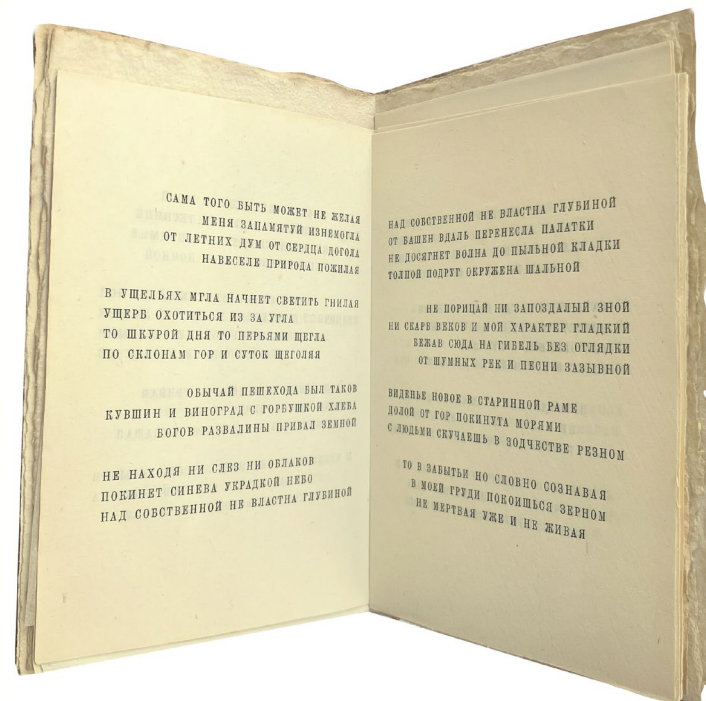 САМА ТОГО БЫТЬ МОЖЕТ НЕ ЖЕЛАЯ
МЕНЯ ЗАПАМЯТУЙ ИЗНЕМОГЛА
ОТ ЛЕТНИХ ДУМ ОТ СЕРДЦА ДОГОЛА
НАВЕСЕЛЕ ПРИРОДА ПОЖИЛАЯ
В УЩЕЛЬЯХ МГЛА НАЧНЕТ СВЕТИТЬ ГНИЛАЯ
УЩЕРБ ОХОТИТЬСЯ ИЗ ЗА УГЛА
ТО ШКУРОЙ ДНЯ ТО ПЕРЬЯМИ ЩЕГЛА
ПО СКЛОНАМ ГОР И СУТОК ЩЕГОЛЯЯ
ОБЫЧАЙ ПЕШЕХОДА БЫЛ ТАКОВ
КУВШИН И ВИНОГРАД С ГОРБУШКОЙ ХЛЕБА
БОГОВ РАЗВАЛИНЫ ПРИВАЛ ЗЕМНОЙ
НЕ НАХОДЯ НИ СЛЕЗ НИ ОБЛАКОВ
ПОКИНЕТ СИНЕВА УКРАДКОЙ НЕБО
НАД СОБСТВЕННОЙ НЕ ВЛАСТНА ГЛУБИНОЙ
НАД СОБСТВЕННОЙ НЕ ВЛАСТНА ГЛУБИНОЙ
ОТ БАШЕН ВДАЛЬ ПЕРЕНЕСЛА ПАЛАТКИ
НЕ ДОСЯГНЕТ ВОЛНА ДО ПЫЛЬНОЙ КЛАДКИ
ТОЛПОЙ ПОДРУГ ОКРУЖЕНА ШАЛЬНОЙ
НЕ ПОРИЦАЙ НИ ЗАПОЗДАЛЫЙ ЗНОЙ
НИ СКАРБ ВЕКОВ И МОЙ ХАРАКТЕР ГЛАДКИЙ
БЕЖАВ СЮДА НА ГИБЕЛЬ БЕЗ ОГЛЯДКИ
ОТ ШУМНЫХ РЕК И ПЕСНИ ЗАЗЫВНОЙ
ВИДЕНЬЕ НОВОЕ В СТАРИННОЙ РАМЕ
ДОЛОЙ ОТ ГОР ПОКИНУТА МОРЯМИ
С ЛЮДЬМИ СКУЧАЕШЬ В ЗОДЧЕСТВЕ РЕЗНОМ
ТО В ЗАБЫТЬИ НО СЛОВНО СОЗНАВАЯ
В МОЕЙ ГРУДИ ПОКОИШЬСЯ ЗЕРНОМ
НЕ МЕРТВАЯ УЖЕ И НЕ ЖИВАЯ